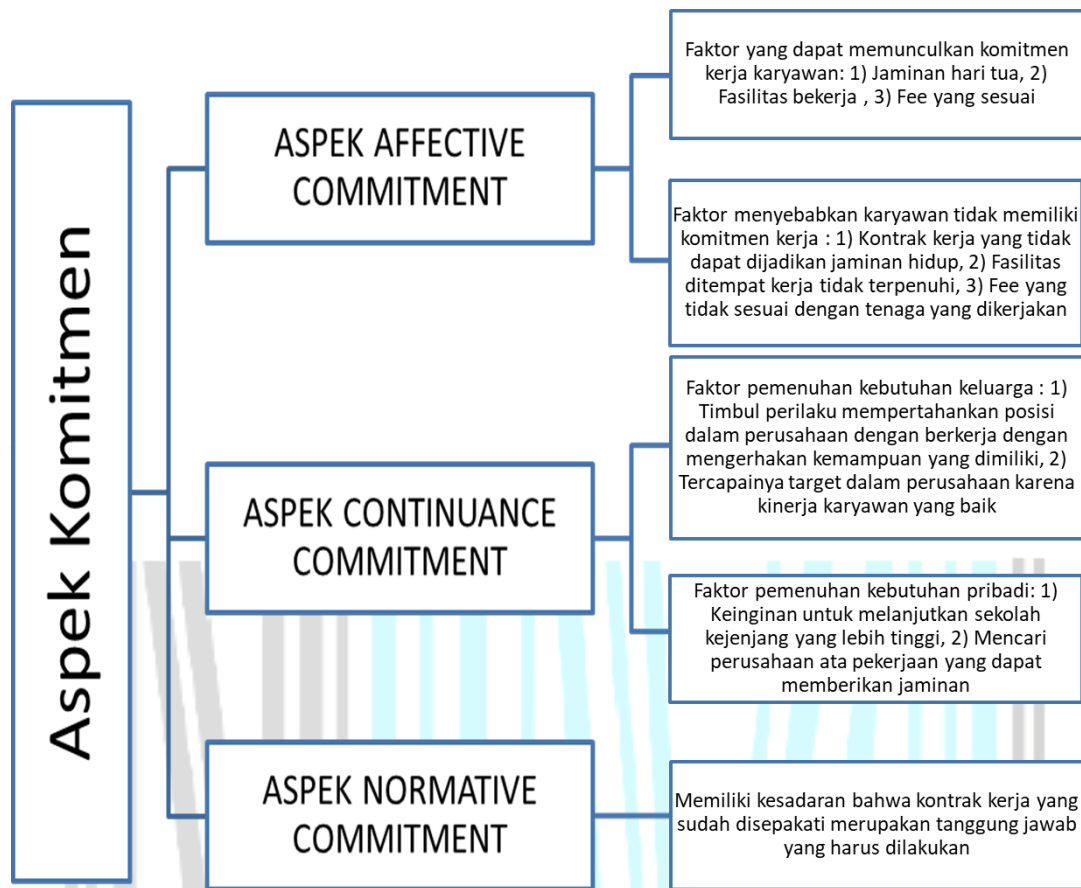 Aspek Komitmen
ASPEK AFFECTIVE
COMMITMENT
Faktor yang dapat memunculkan komitmen
kerja karyawan: 1) Jaminan hari tua, 2)
Fasilitas bekerja , 3) Fee yang sesuai
Faktor menyebabkan karyawan tidak memiliki
komitmen kerja : 1) Kontrak kerja yang tidak
dapat dijadikan jaminan hidup, 2) Fasilitas
ditempat kerja tidak terpenuhi, 3) Fee yang
tidak sesuai dengan tenaga yang dikerjakan
ASPEK CONTINUANCE
COMMITMENT
Faktor pemenuhan kebutuhan keluarga : 1)
Timbul perilaku mempertahankan posisi
dalam perusahaan dengan berkerja dengan
mengerhakan kemampuan yang dimiliki, 2)
Tercapainya target dalam perusahaan karena
kinerja karyawan yang baik
Faktor pemenuhan kebutuhan pribadi: 1)
Keinginan untuk melanjutkan sekolah
kejenjang yang lebih tinggi, 2) Mencari
perusahaan ata pekerjaan yang dapat
memberikan jaminan
ASPEK NORMATIVE
COMMITMENT
Memiliki kesadaran bahwa kontrak kerja yang
sudah disepakati merupakan tanggung jawab
yang harus dilakukan